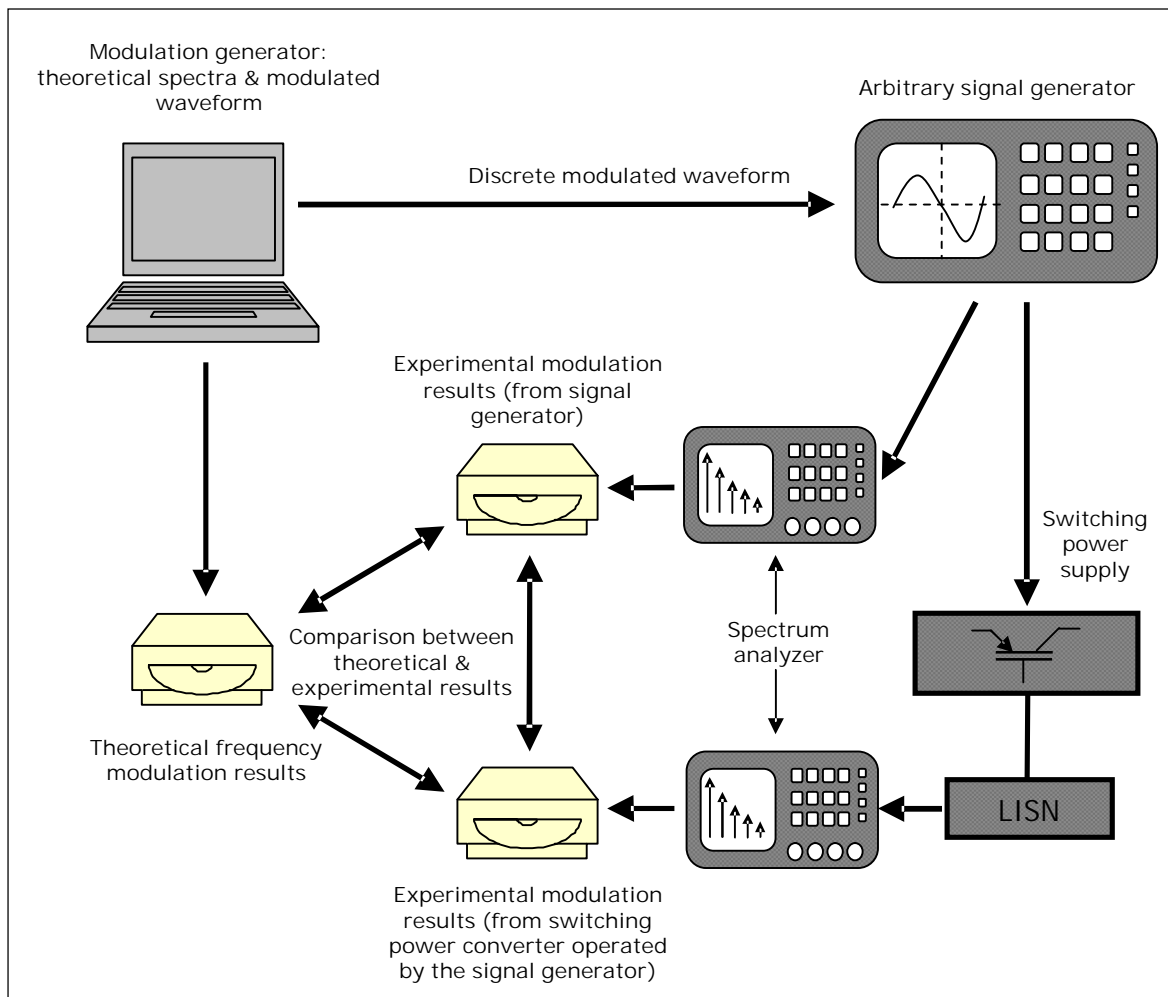 Modulation generator:
theoretical spectra & modulated
waveform
Arbitrary signal generator
Discrete modulated waveform
Experimental modulation
results (from signal
generator)
Switching
power
supply
Comparison between
theoretical &
experimental results
Spectrum
analyzer
Theoretical frequency
modulation results
LISN
Experimental modulation
results (from switching
power converter operated
by the signal generator)